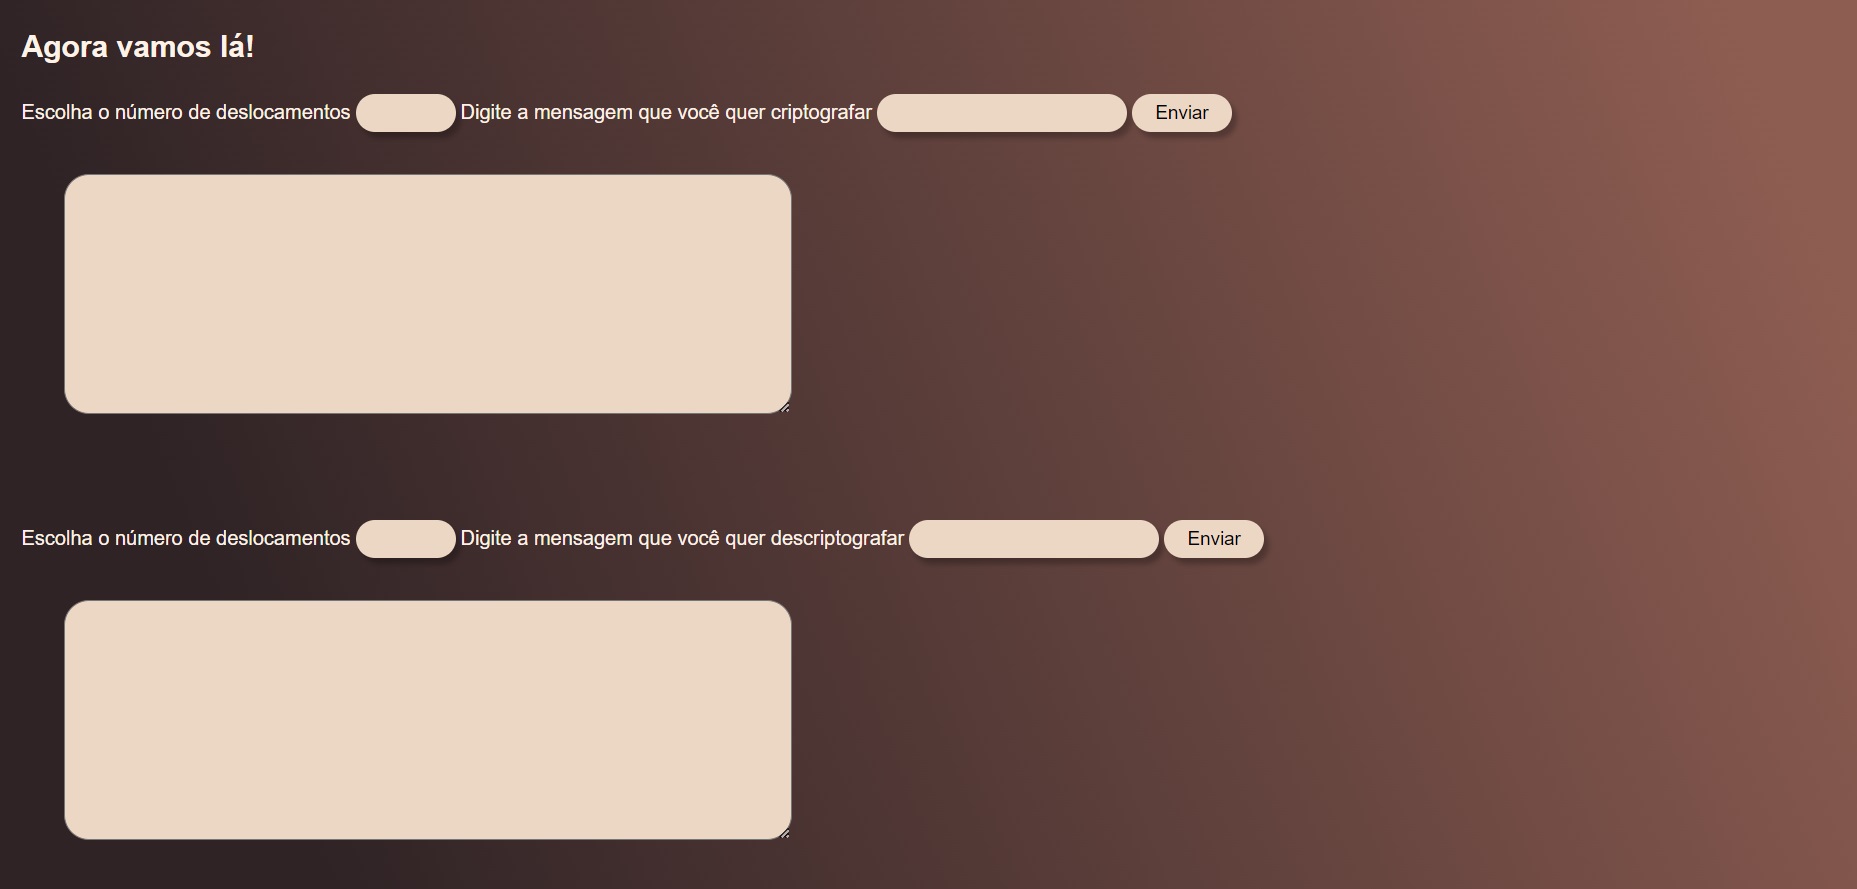 Agora vamos lá!
Escolha o número de deslocamentos Digite a mensagem que você quer criptografar Enviar
Escolha o número de deslocamentos Digite a mensagem que você quer descriptografar Enviar